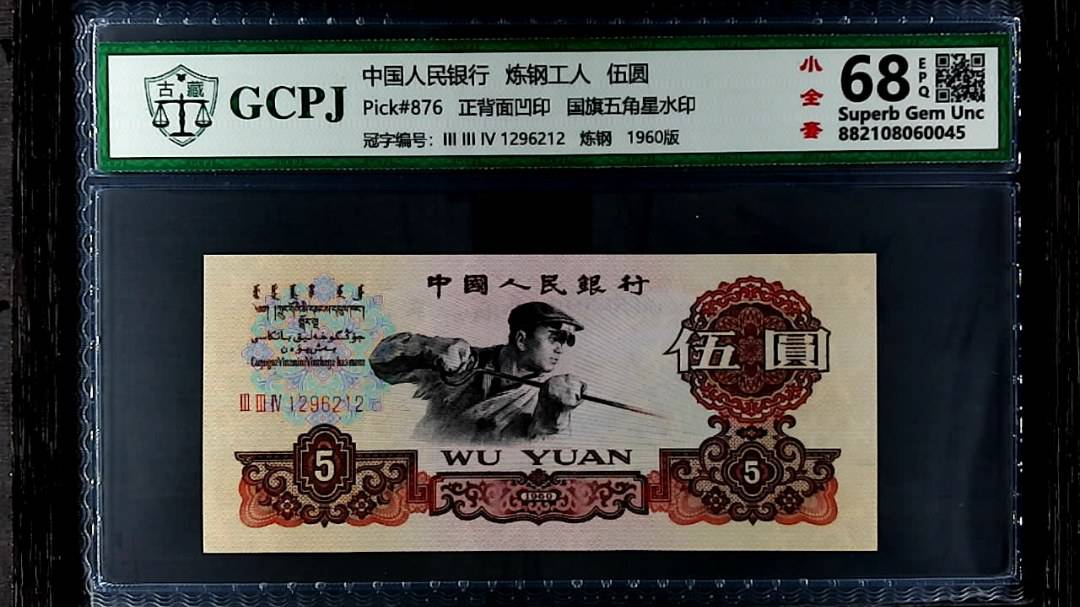 古藏
GCPJ
中国人民银行 炼钢工人 伍圆
Pick#876 正背面凹印 国旗五角星水印
冠字编号: III III IV 1296212 炼钢 1960版
小全套
68
EPQ
Superb Gem Unc
882108060045
中國人民銀行
伍圓
III III IV 1296212
5
WU YUAN
1960
5